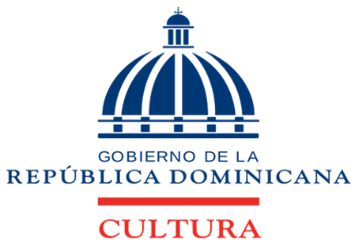 GOBIERNO DE LA
REPÚBLICA DOMINICANA
CULTURA